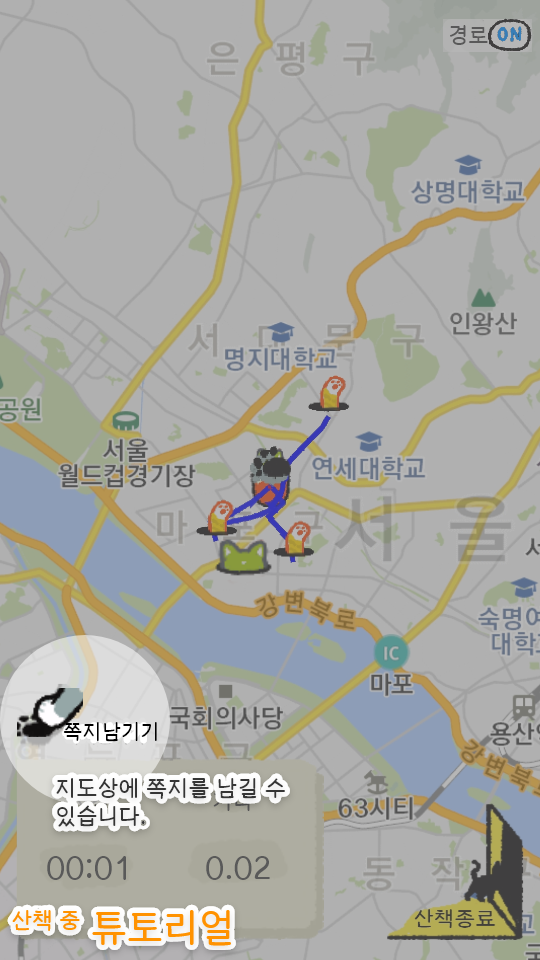 은평구
경로 ON
상명대학교
인왕산
서대문구
명지대학교
공원
서울
월드컵경기장
연세대학교
마포구
서울
강변북로
숙명여
대학
IC
마포
쪽지남기기
국회의사당
용산역
강변북로
지도상에 쪽지를 남길 수
있습니다.
63시티
00:01
0.02
동작
산책 중 튜토리얼
산책종료